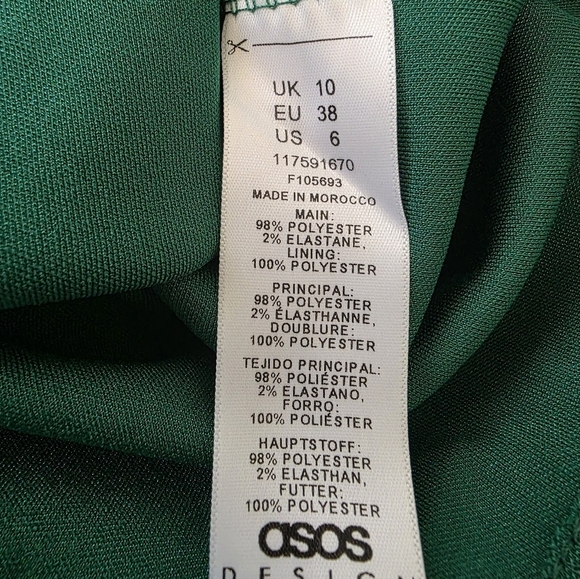 UK 10
EU 38
US 6
117591670
F105693
MADE IN MOROCCO
MAIN:
98% POLYESTER
2% ELASTANE,
LINING:
100% POLYESTER
PRINCIPAL:
98% POLYESTER
2% ÉLASTHANNE,
DOUBLURE:
100% POLYESTER
TEJIDO PRINCIPAL:
98% POLIÉSTER
2% ELASTANO,
FORRO:
100% POLIÉSTER
HAUPTSTOFF:
98% POLYESTER
2% ELASTHAN,
FUTTER:
100% POLYESTER
asos
DESIGN